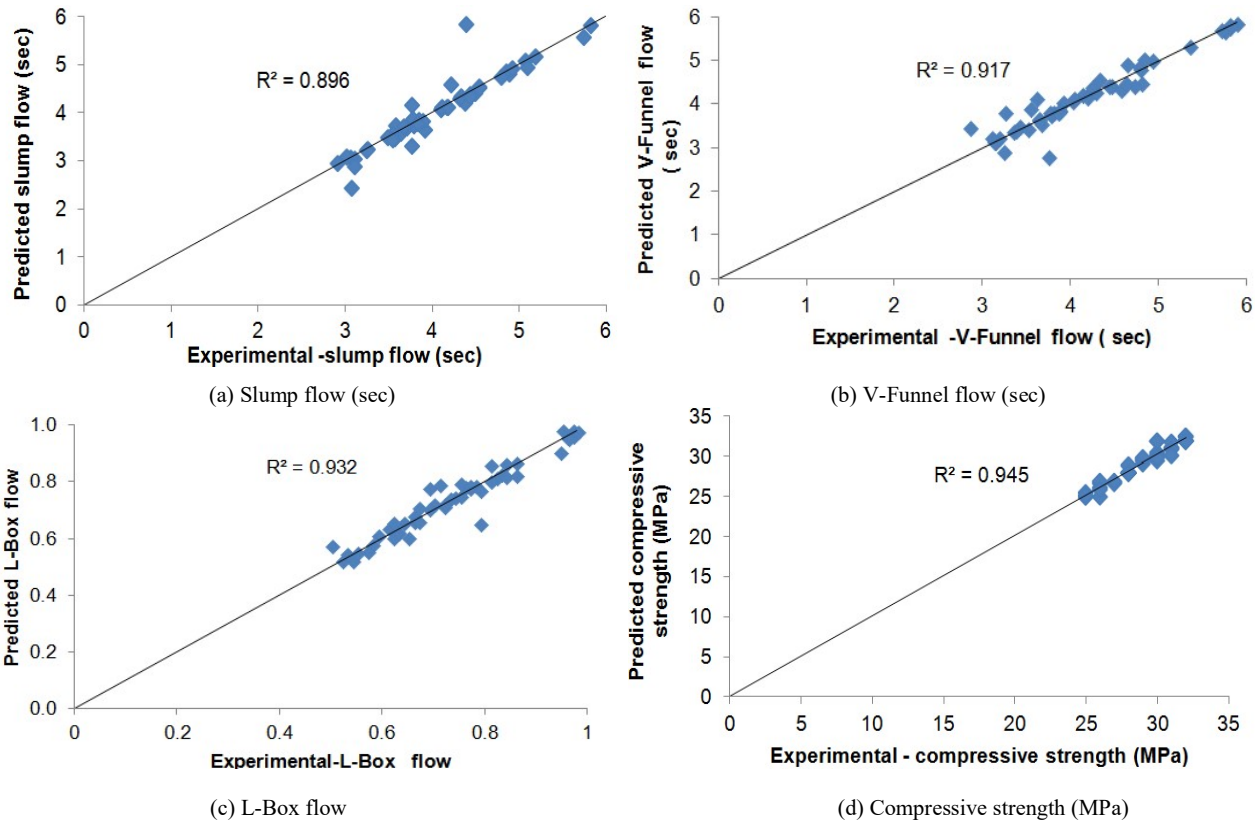 Predicted slump flow (sec)
6
5
4
3
2
1
0
R² = 0.896
0 1 2 3 4 5 6
Experimental -slump flow (sec)
(a) Slump flow (sec)
Predicted V-Funnel flow
( sec)
6
5
4
3
2
1
0
R² = 0.917
0 1 2 3 4 5 6
Experimental -V-Funnel flow ( sec)
(b) V-Funnel flow (sec)
Predicted L-Box flow
1.0
0.8
0.6
0.4
0.2
0.0
R² = 0.932
0 0.2 0.4 0.6 0.8 1
Experimental-L-Box flow
(c) L-Box flow
Predicted compressive
strength (MPa)
35
30
25
20
15
10
5
0
R² = 0.945
0 5 10 15 20 25 30 35
Experimental - compressive strength (MPa)
(d) Compressive strength (MPa)